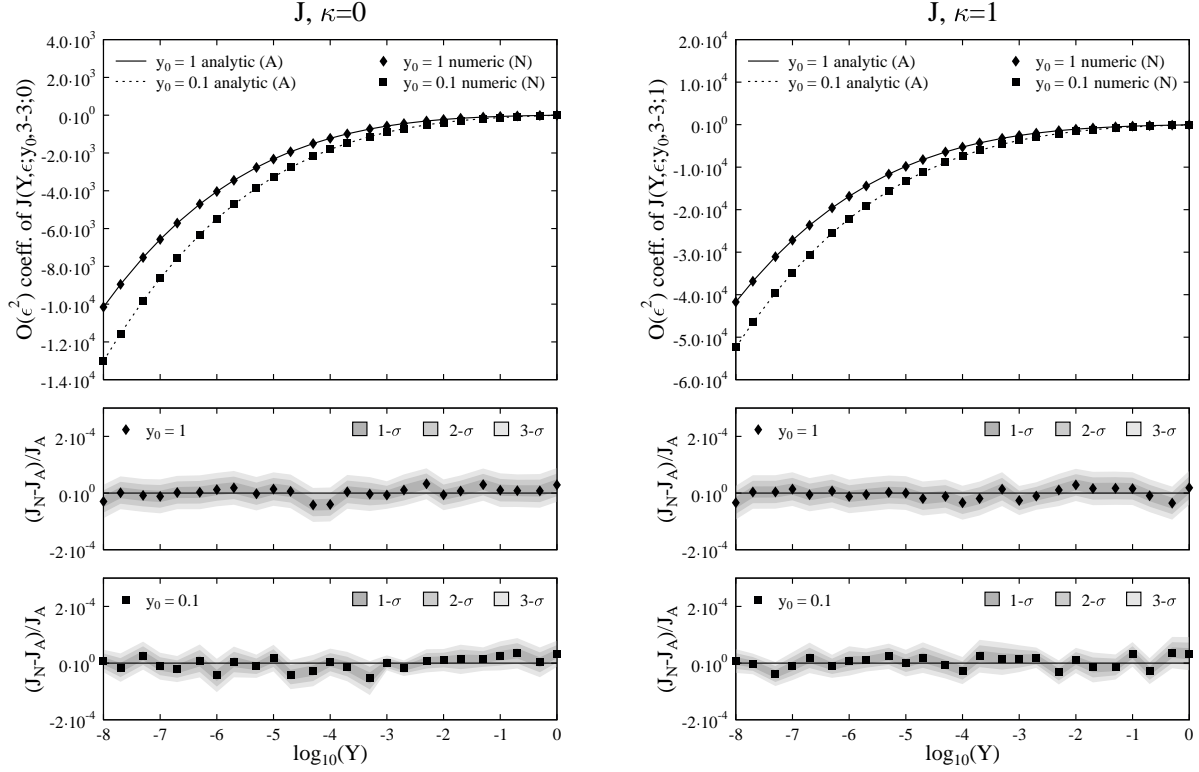 J, κ=0
O(ϵ²) coeff. of J(Y,ϵ;y₀,3-3;0)
4.0·10³
2.0·10³
0·10⁰
-2.0·10³
-4.0·10³
-6.0·10³
-8.0·10³
-1.0·10⁴
-1.2·10⁴
-1.4·10⁴
y₀ = 1 analytic (A)
y₀ = 0.1 analytic (A)
y₀ = 1 numeric (N)
y₀ = 0.1 numeric (N)
(J_N-J_A)/J_A
2·10⁻⁴
0·10⁰
-2·10⁻⁴
y₀ = 1
1-σ 2-σ 3-σ
(J_N-J_A)/J_A
2·10⁻⁴
0·10⁰
-2·10⁻⁴
y₀ = 0.1
1-σ 2-σ 3-σ
-8 -7 -6 -5 -4 -3 -2 -1 0
log₁₀(Y)
J, κ=1
O(ϵ²) coeff. of J(Y,ϵ;y₀,3-3;1)
2.0·10⁴
1.0·10⁴
0.1⁰
-1.0·10⁴
-2.0·10⁴
-3.0·10⁴
-4.0·10⁴
-5.0·10⁴
-6.0·10⁴
y₀ = 1 analytic (A)
y₀ = 0.1 analytic (A)
y₀ = 1 numeric (N)
y₀ = 0.1 numeric (N)
(J_N-J_A)/J_A
2·10⁻⁴
0·10⁰
-2·10⁻⁴
y₀ = 1
1-σ 2-σ 3-σ
(J_N-J_A)/J_A
2·10⁻⁴
0·10⁰
-2·10⁻⁴
y₀ = 0.1
1-σ 2-σ 3-σ
-8 -7 -6 -5 -4 -3 -2 -1 0
log₁₀(Y)